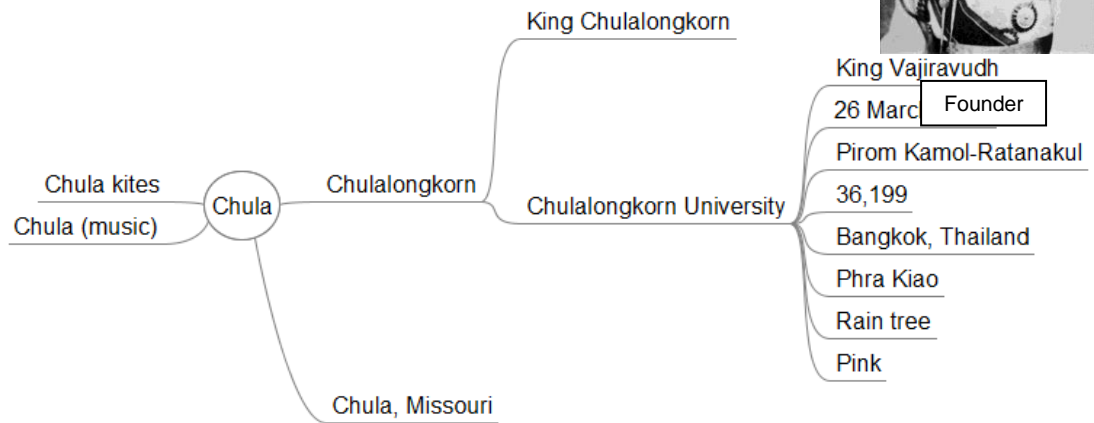 King Chulalongkorn
King Vajiravudh
Founder
26 Marc
Pirom Kamol-Ratanakul
Chula kites
Chula
Chulalongkorn
36,199
Chula (music)
Chulalongkorn University
Bangkok, Thailand
Phra Kiao
Rain tree
Pink
Chula, Missouri